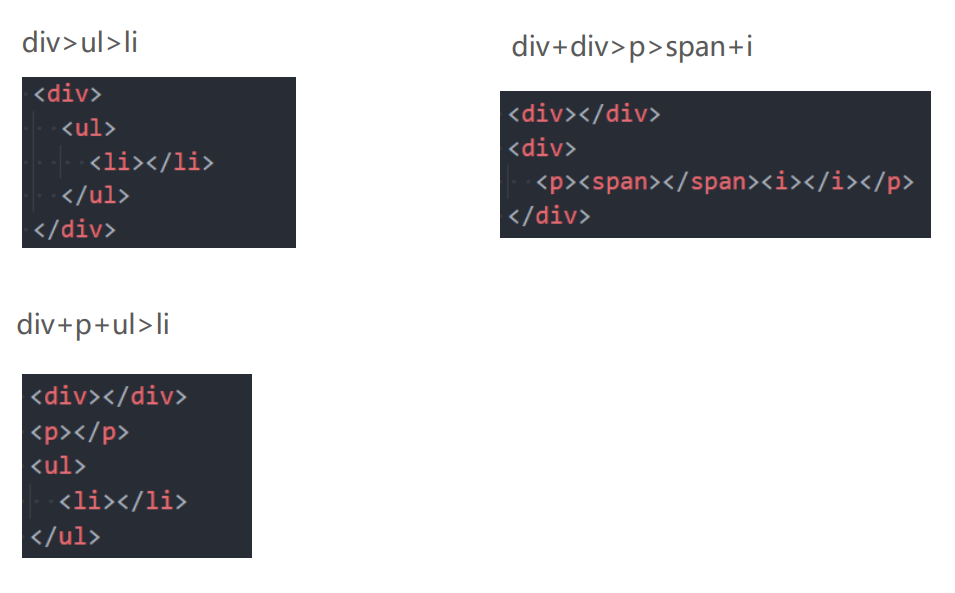 div>ul>li
<div>
<ul>
<li></li>
</ul>
</div>
div+div>p>span+i
<div></div>
<div>
<p><span></span><i></i></p>
</div>
div+p+ul>li
<div></div>
<p></p>
<ul>
<li></li>
</ul>